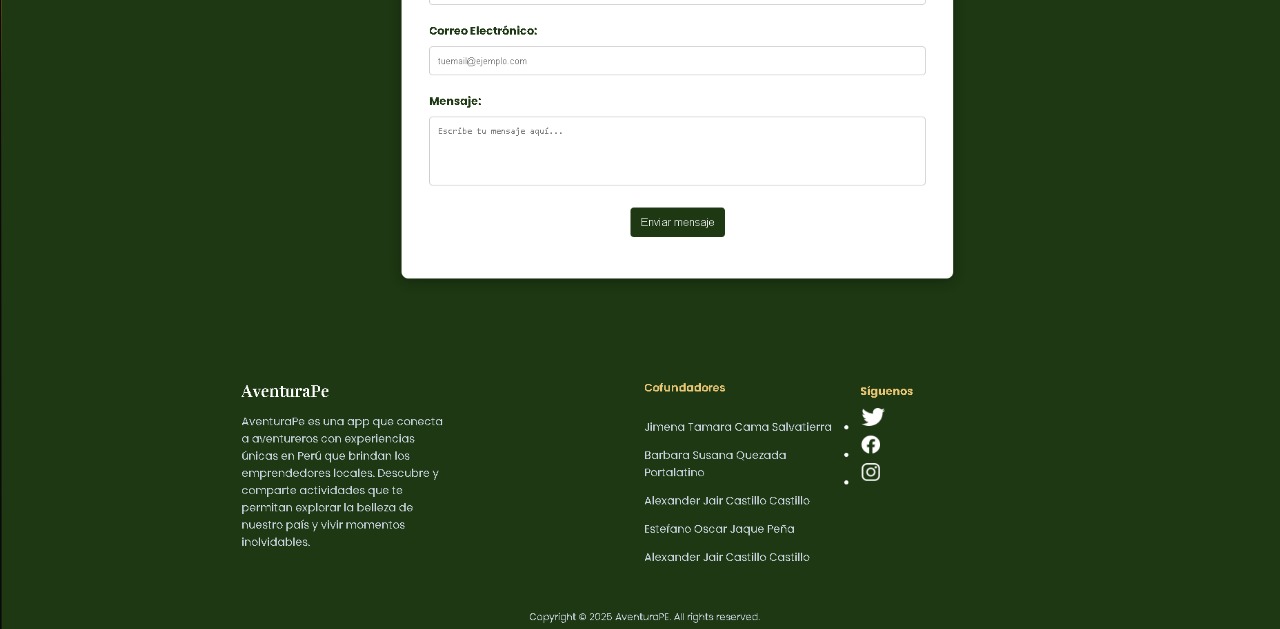 Correo Electrónico:
tuemail@ejemplo.com
Mensaje:
Escribe tu mensaje aquí...
Enviar mensaje
AventuraPe
AventuraPe es una app que conecta
a aventureros con experiencias
únicas en Perú que brindan los
emprendedores locales. Descubre y
comparte actividades que te
permitan explorar la belleza de
nuestro país y vivir momentos
inolvidables.
Cofundadores
Jimena Tamara Cama Salvatierra
Barbara Susana Quezada
Portalatino
Alexander Jair Castillo Castillo
Estefano Oscar Jaque Peña
Alexander Jair Castillo Castillo
Síguenos
Copyright © 2025 AventuraPE. All rights reserved.